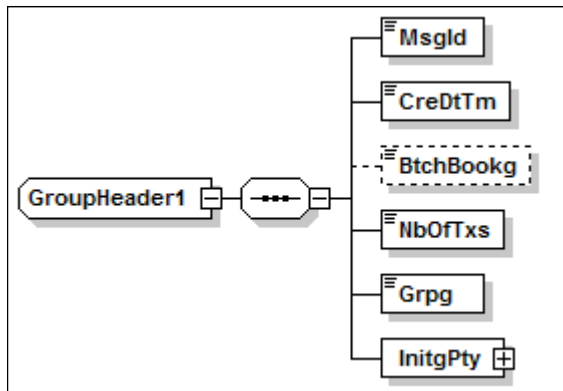 MsgId
CreDtTm
BtchBookg
GroupHeader1
NbOfTxs
Grpg
InitgPty